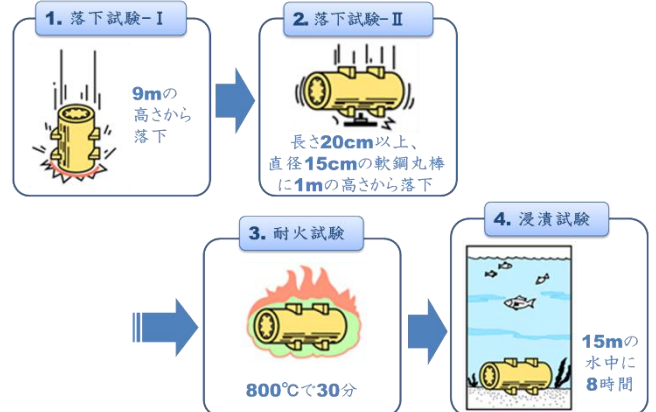 1. 落下試験-Ⅰ
9mの
高さから
落下
2. 落下試験-Ⅱ
長さ20cm以上、
直径15cmの軟鋼丸棒
に1mの高さから落下
3. 耐火試験
800℃で30分
4. 浸漬試験
15mの
水中に
8時間